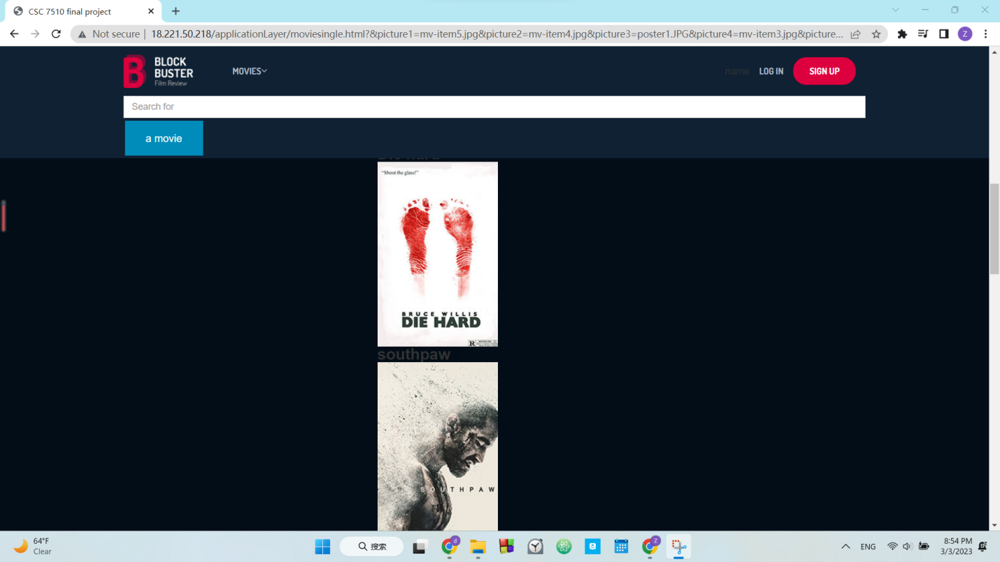 CSC 7510 final project
Not secure | 18.221.50.218/applicationLayer/moviesingle.html?&picture1=mv-item5.jpg&picture2=mv-item4.jpg&picture3=poster1.JPG&picture4=mv-item3.jpg&picture...
Z
B BLOCK
BUSTER
Film Review
MOVIES
name
LOG IN
SIGN UP
Search for
a movie
Die hard
"Shoot the glass!"
BRUCE WILLIS
DIE HARD
R
southpaw
SOUTHPAW
64°F
Clear
搜索
d
Z
ENG
8:54 PM
3/3/2023